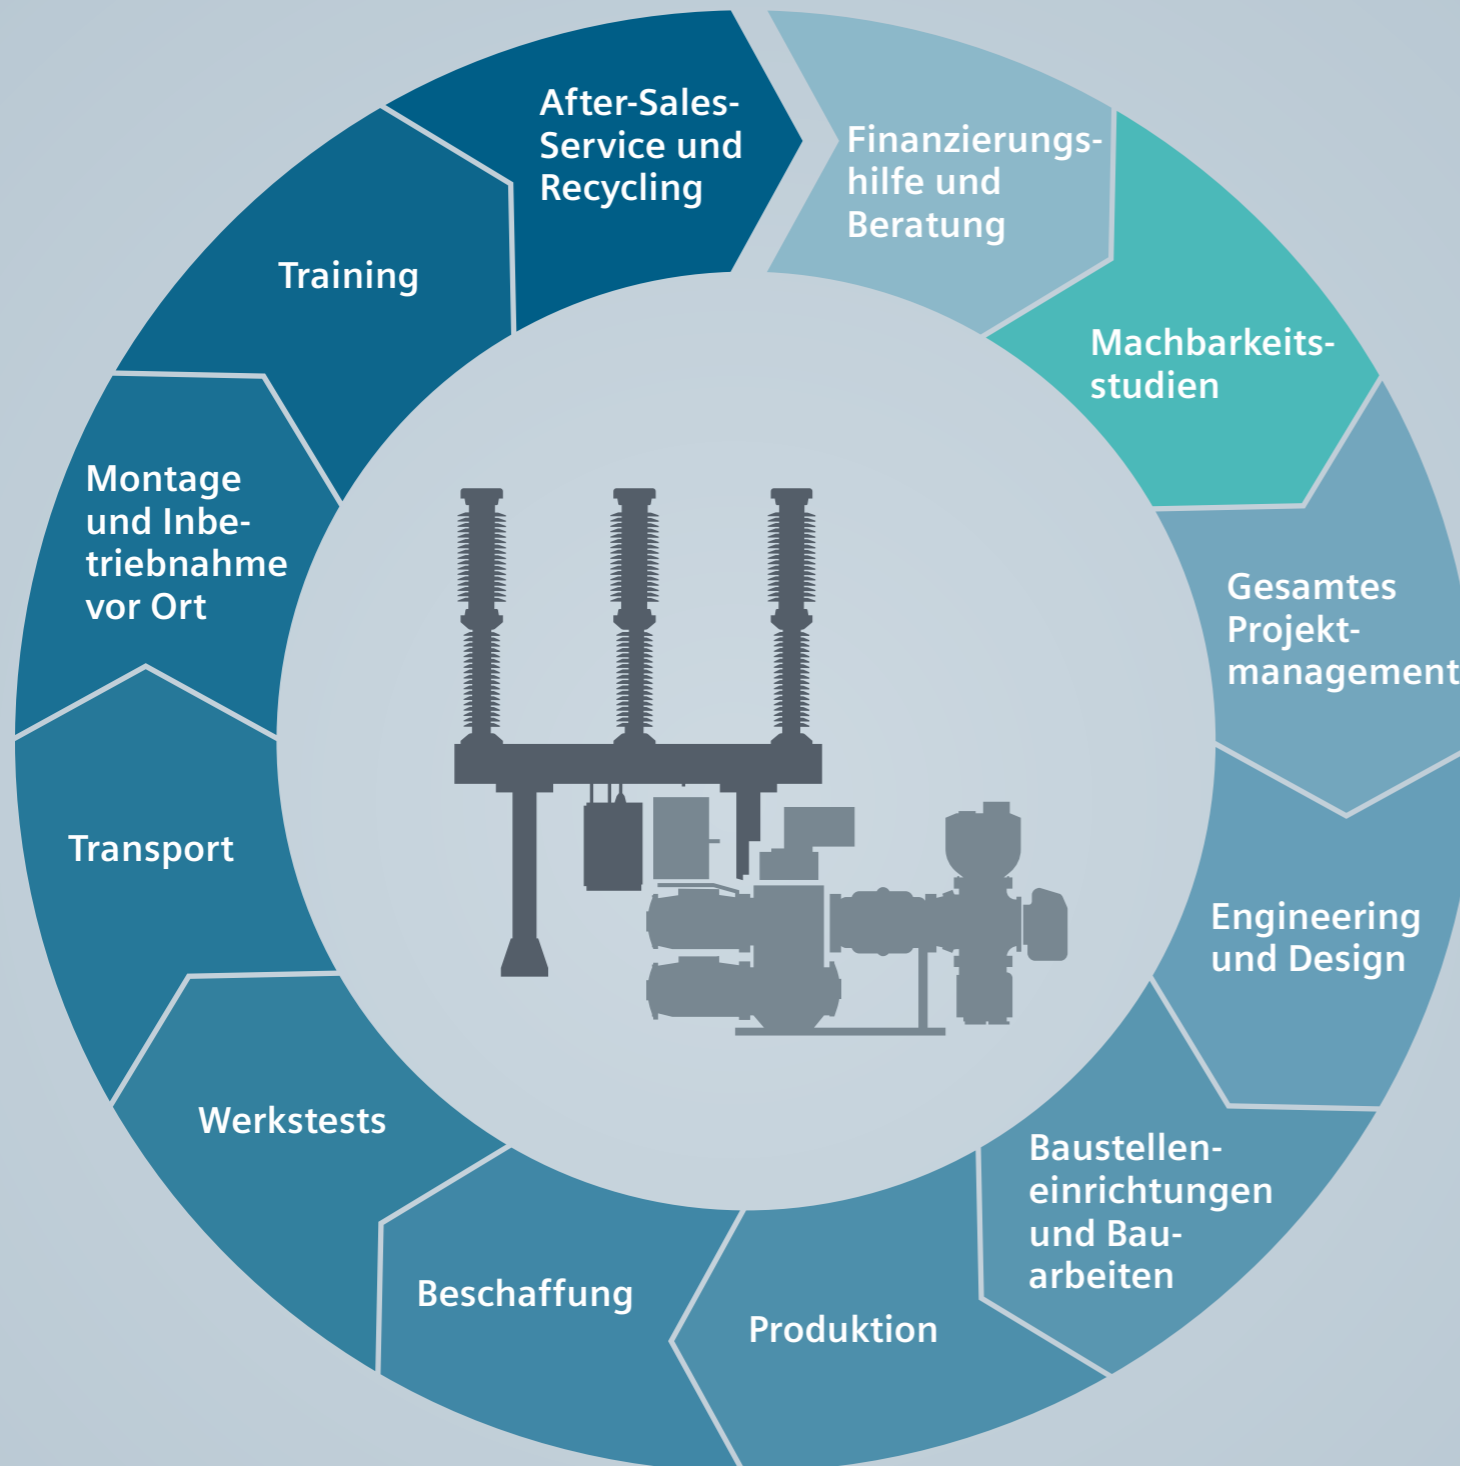 Finanzierungs-
hilfe und
Beratung
Machbarkeits-
studien
Gesamtes
Projekt-
management
Engineering
und Design
Baustellen-
einrichtungen
und Bau-
arbeiten
Produktion
Beschaffung
Werkstests
Transport
Montage
und Inbe-
triebnahme
vor Ort
Training
After-Sales-
Service und
Recycling